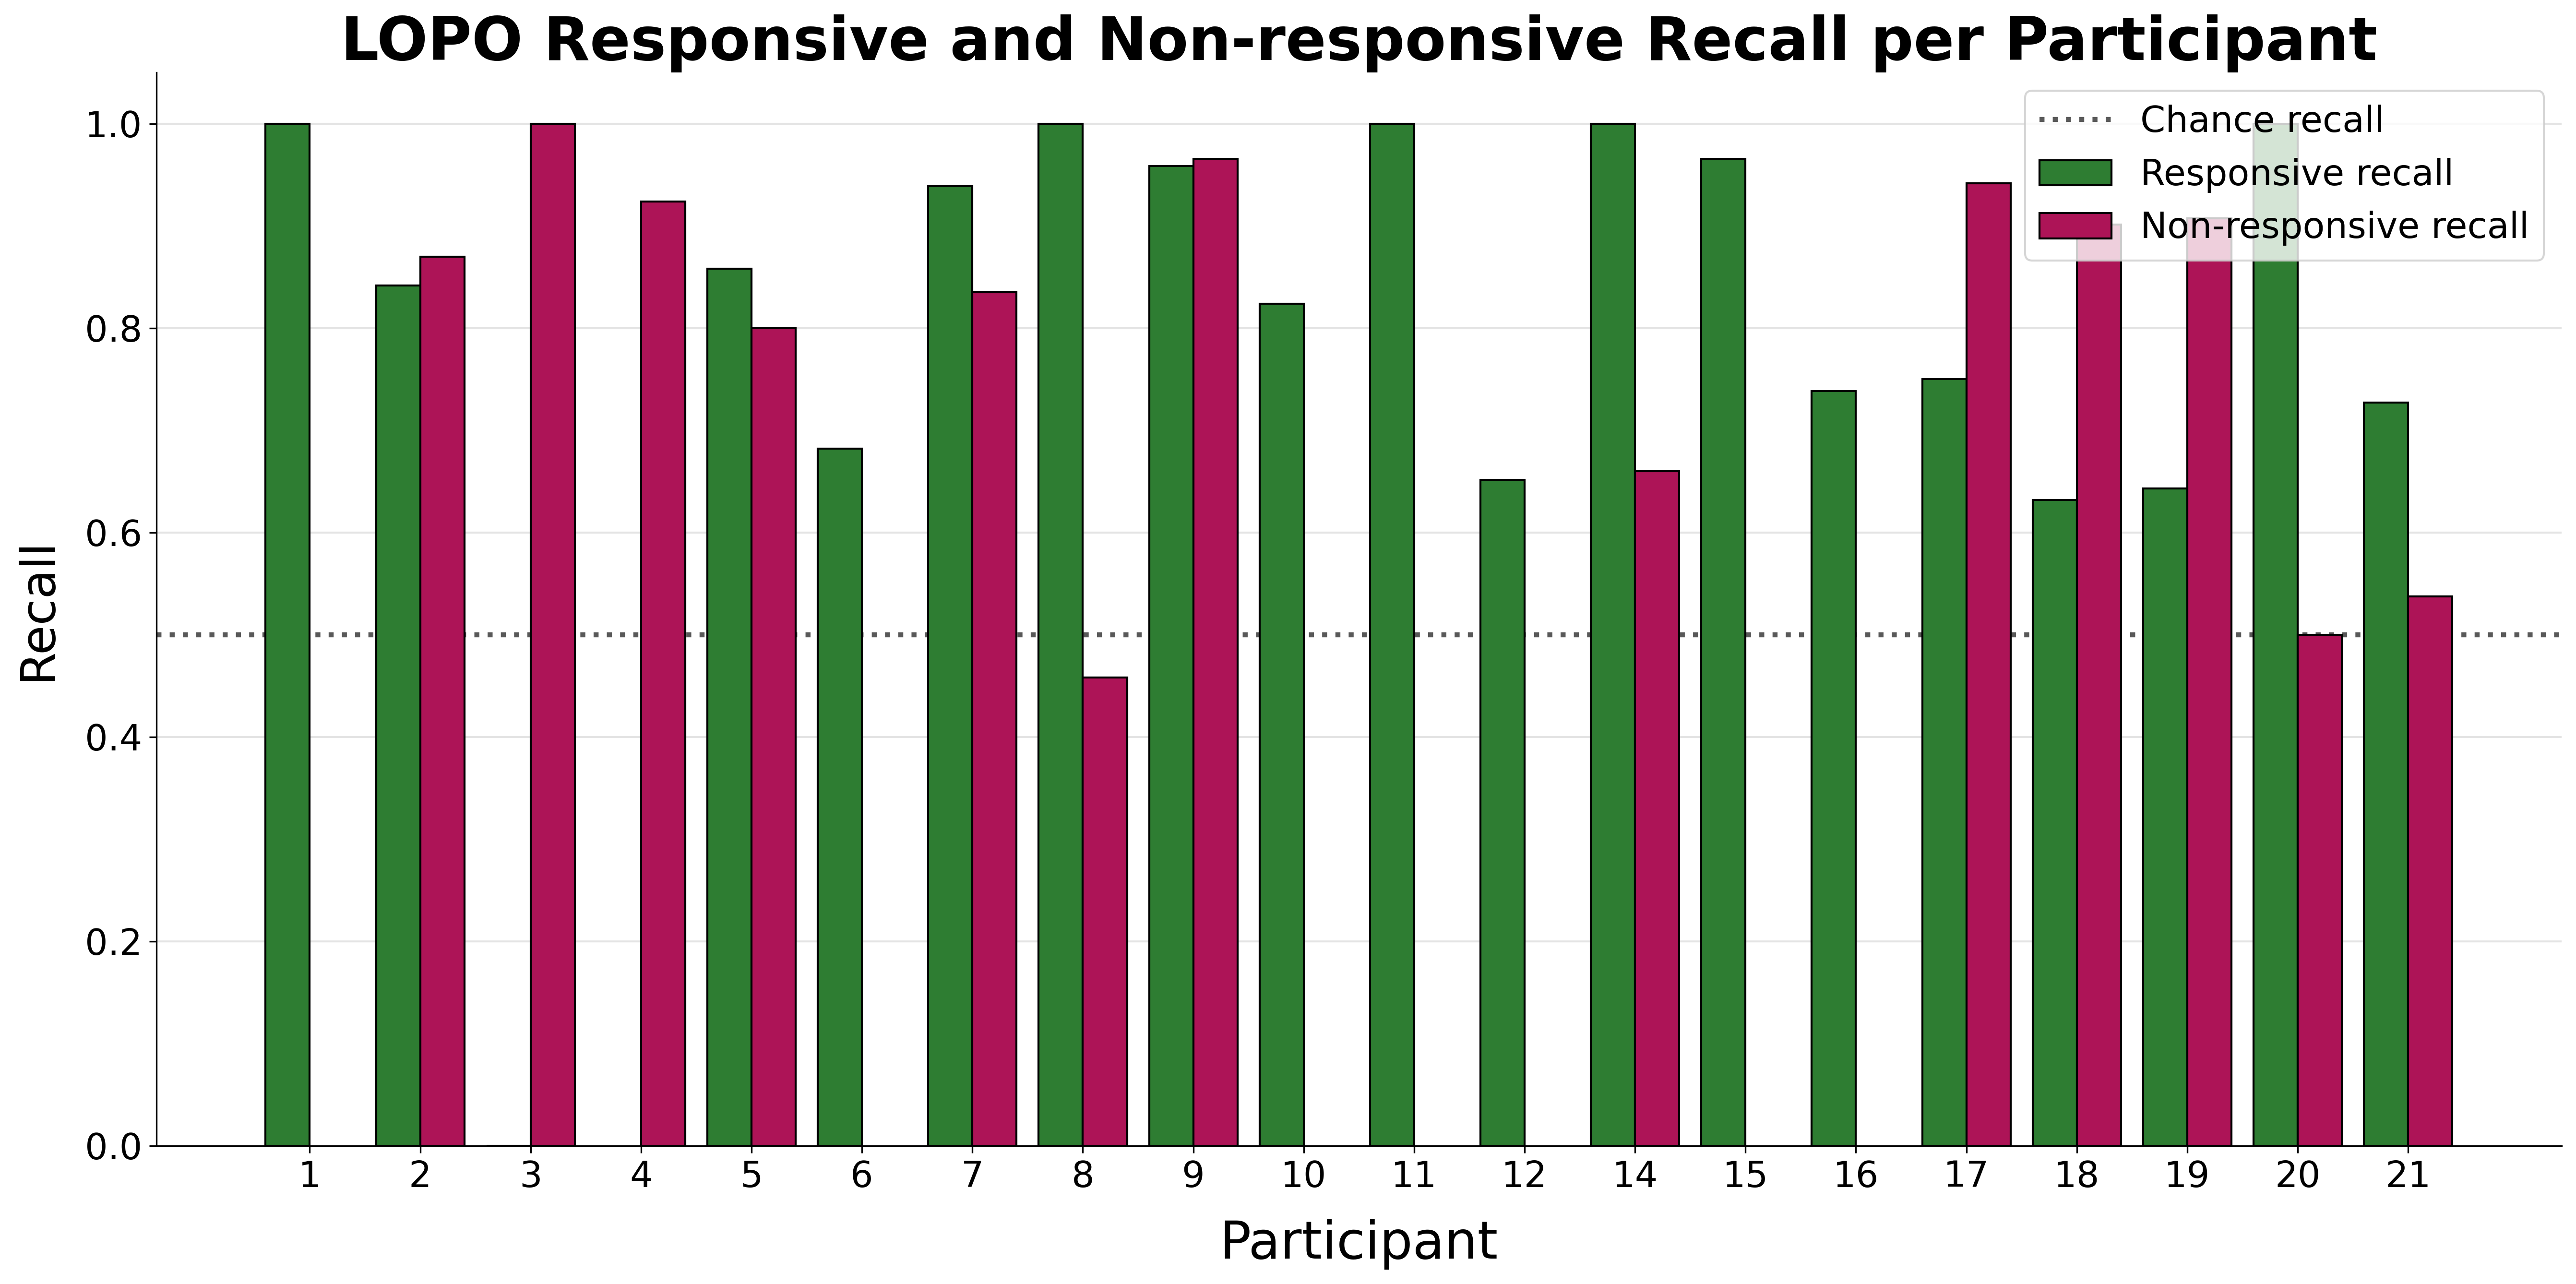 LOPO Responsive and Non-responsive Recall per Participant
Chance recall
Responsive recall
Non-responsive recall
Recall
1.0
0.8
0.6
0.4
0.2
0.0
1 2 3 4 5 6 7 8 9 10 11 12 14 15 16 17 18 19 20 21
Participant